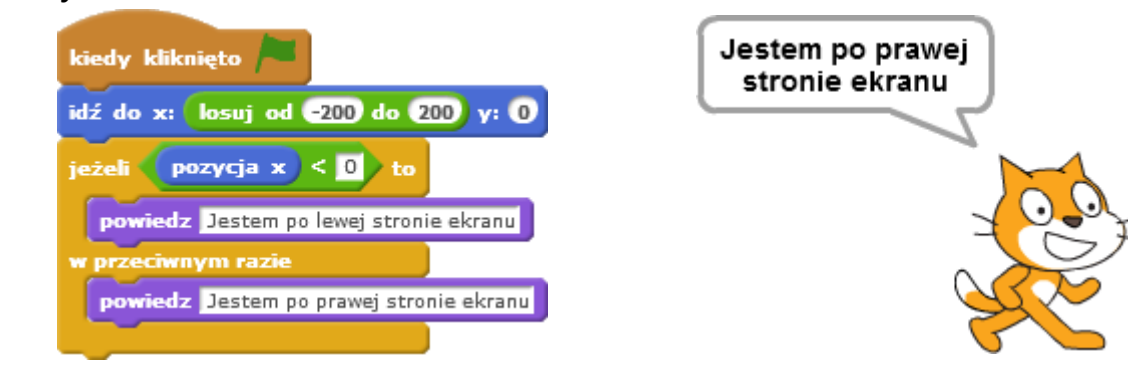 kiedy kliknięto
idź do x: losuj od -200 do 200 y: 0
jeżeli pozycja x < 0 to
powiedz Jestem po lewej stronie ekranu
w przeciwnym razie
powiedz Jestem po prawej stronie ekranu
Jestem po prawej
stronie ekranu